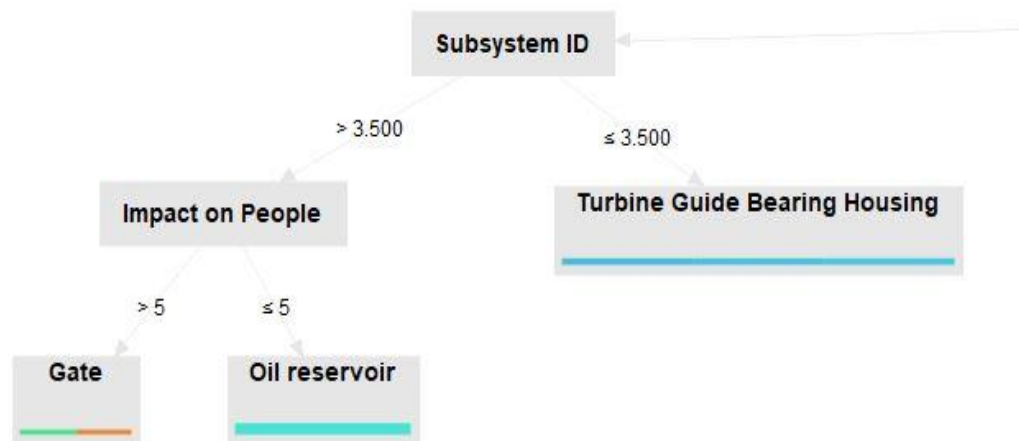 Subsystem ID
> 3.500
≤ 3.500
Impact on People
Turbine Guide Bearing Housing
> 5
≤ 5
Gate
Oil reservoir